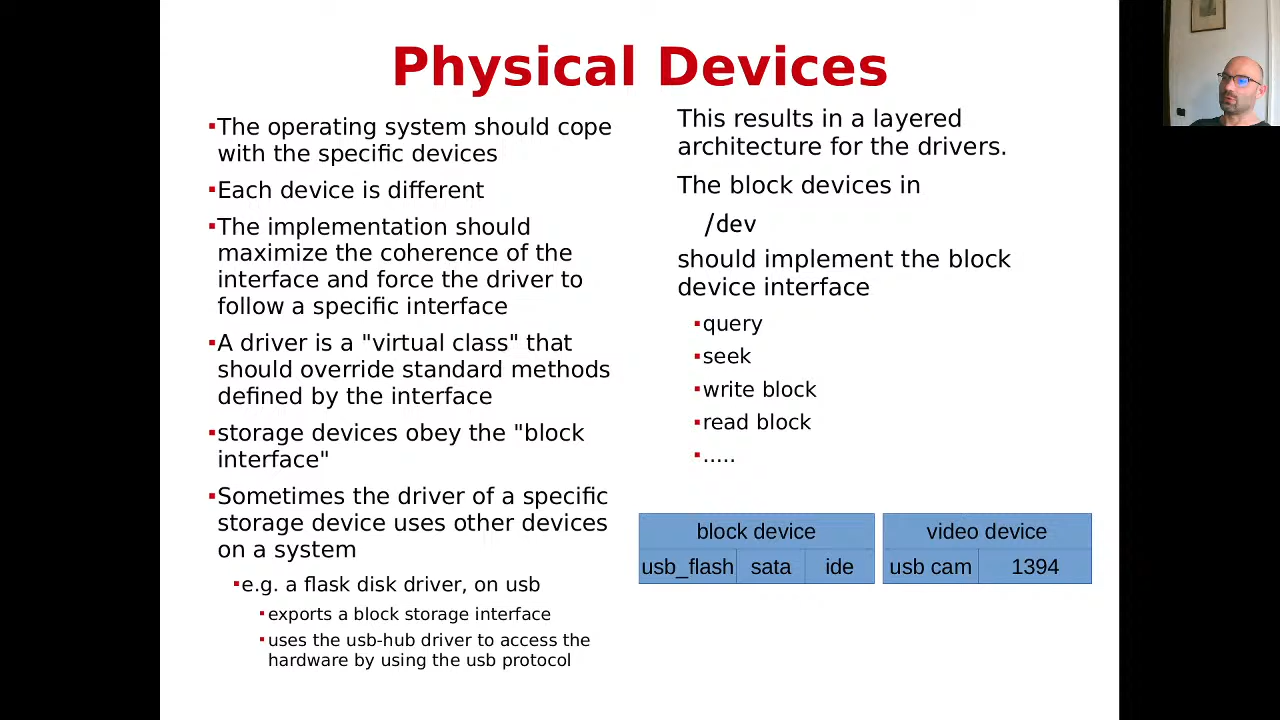 Physical Devices
▪The operating system should cope
with the specific devices
▪Each device is different
▪The implementation should
maximize the coherence of the
interface and force the driver to
follow a specific interface
▪A driver is a "virtual class" that
should override standard methods
defined by the interface
▪storage devices obey the "block
interface"
▪Sometimes the driver of a specific
storage device uses other devices
on a system
▪e.g. a flask disk driver, on usb
▪exports a block storage interface
▪uses the usb-hub driver to access the
hardware by using the usb protocol
This results in a layered
architecture for the drivers.
The block devices in
/dev
should implement the block
device interface
▪query
▪seek
▪write block
▪read block
▪.....
block device
usb_flash sata ide
video device
usb cam 1394